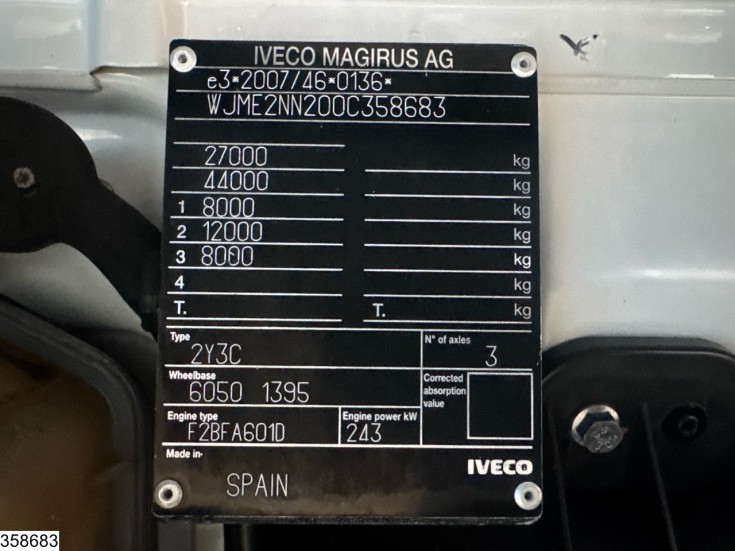 IVECO MAGIRUS AG
e3*2007/46*0136*
WJME2NN200C358683
27000 kg
44000 kg
1 8000 kg
2 12000 kg
3 8000 kg
4 kg
T. T. kg
Type N° of axles
2Y3C 3
Wheelbase Corrected absorption value
6050 1395
Engine type Engine power kW
F2BFA601D 243
Made in- IVECO
SPAIN
358683